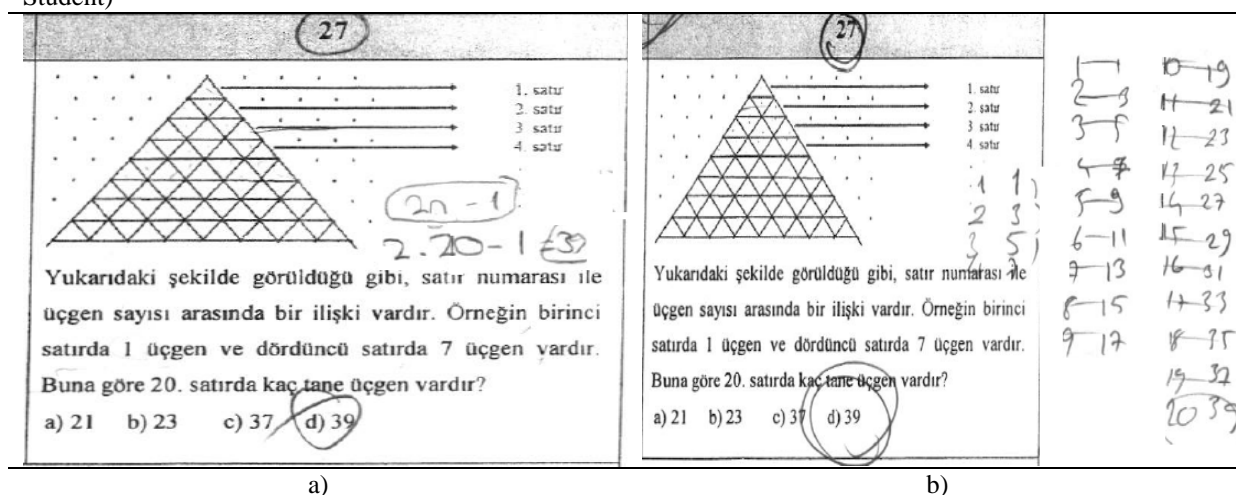 Student)
27
1. satır
2. satır
3 satır
4. satır
2n - 1
2.20-1=39
Yukarıdaki şekilde görüldüğü gibi, satır numarası ile
üçgen sayısı arasında bir ilişki vardır. Örneğin birinci
satırda 1 üçgen ve dördüncü satırda 7 üçgen vardır.
Buna göre 20. satırda kaç tane üçgen vardır?
a) 21 b) 23 c) 37 d) 39
a)
27
1. satır
2. satır
3 satır
4. satır
1 1
2 3
3 5
Yukarıdaki şekilde görüldüğü gibi, satır numarası ile
üçgen sayısı arasında bir ilişki vardır. Örneğin birinci
satırda 1 üçgen ve dördüncü satırda 7 üçgen vardır.
Buna göre 20. satırda kaç tane üçgen vardır?
a) 21 b) 23 c) 37 d) 39
1-1
2-3
3-5
4-7
5-9
6-11
7-13
8-15
9-17
10-19
11-21
12-23
13-25
14-27
15-29
16-31
17-33
18-35
19-37
20 39
b)